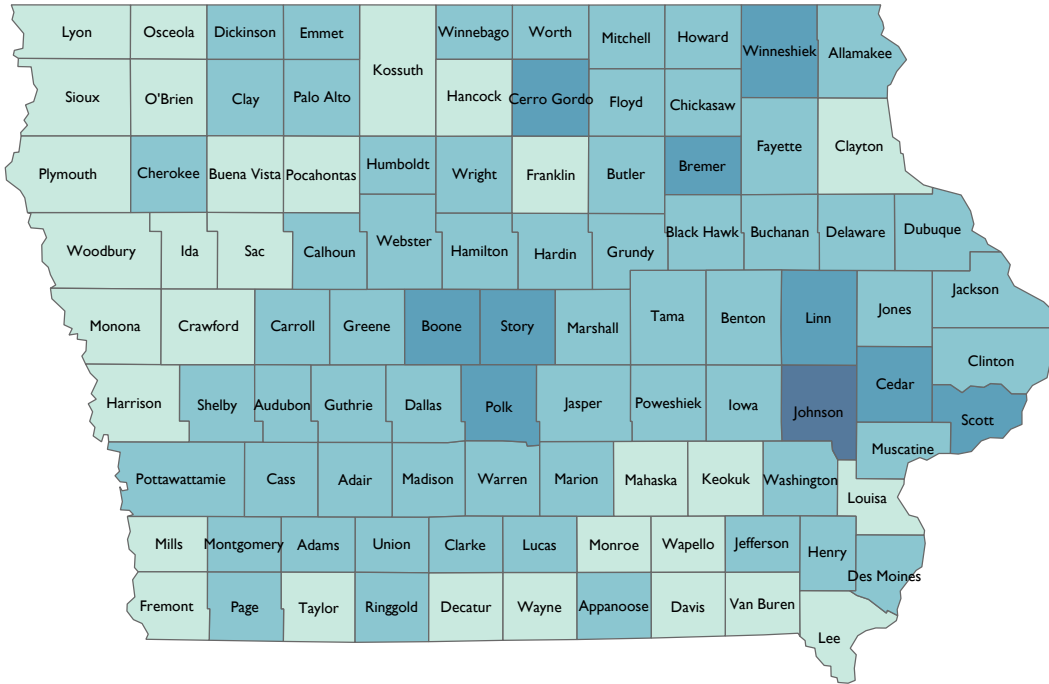 Lyon
Osceola
Dickinson
Emmet
Winnebago
Worth
Mitchell
Howard
Winneshiek
Allamakee
Kossuth
Sioux
O'Brien
Clay
Palo Alto
Hancock
Cerro Gordo
Floyd
Chickasaw
Fayette
Clayton
Plymouth
Cherokee
Buena Vista
Pocahontas
Humboldt
Wright
Franklin
Butler
Bremer
Woodbury
Ida
Sac
Calhoun
Webster
Hamilton
Hardin
Grundy
Black Hawk
Buchanan
Delaware
Dubuque
Monona
Crawford
Carroll
Greene
Boone
Story
Marshall
Tama
Benton
Linn
Jones
Jackson
Clinton
Harrison
Shelby
Audubon
Guthrie
Dallas
Polk
Jasper
Poweshiek
Iowa
Johnson
Cedar
Scott
Muscatine
Pottawattamie
Cass
Adair
Madison
Warren
Marion
Mahaska
Keokuk
Washington
Louisa
Mills
Montgomery
Adams
Union
Clarke
Lucas
Monroe
Wapello
Jefferson
Henry
Des Moines
Fremont
Page
Taylor
Ringgold
Decatur
Wayne
Appanoose
Davis
Van Buren
Lee